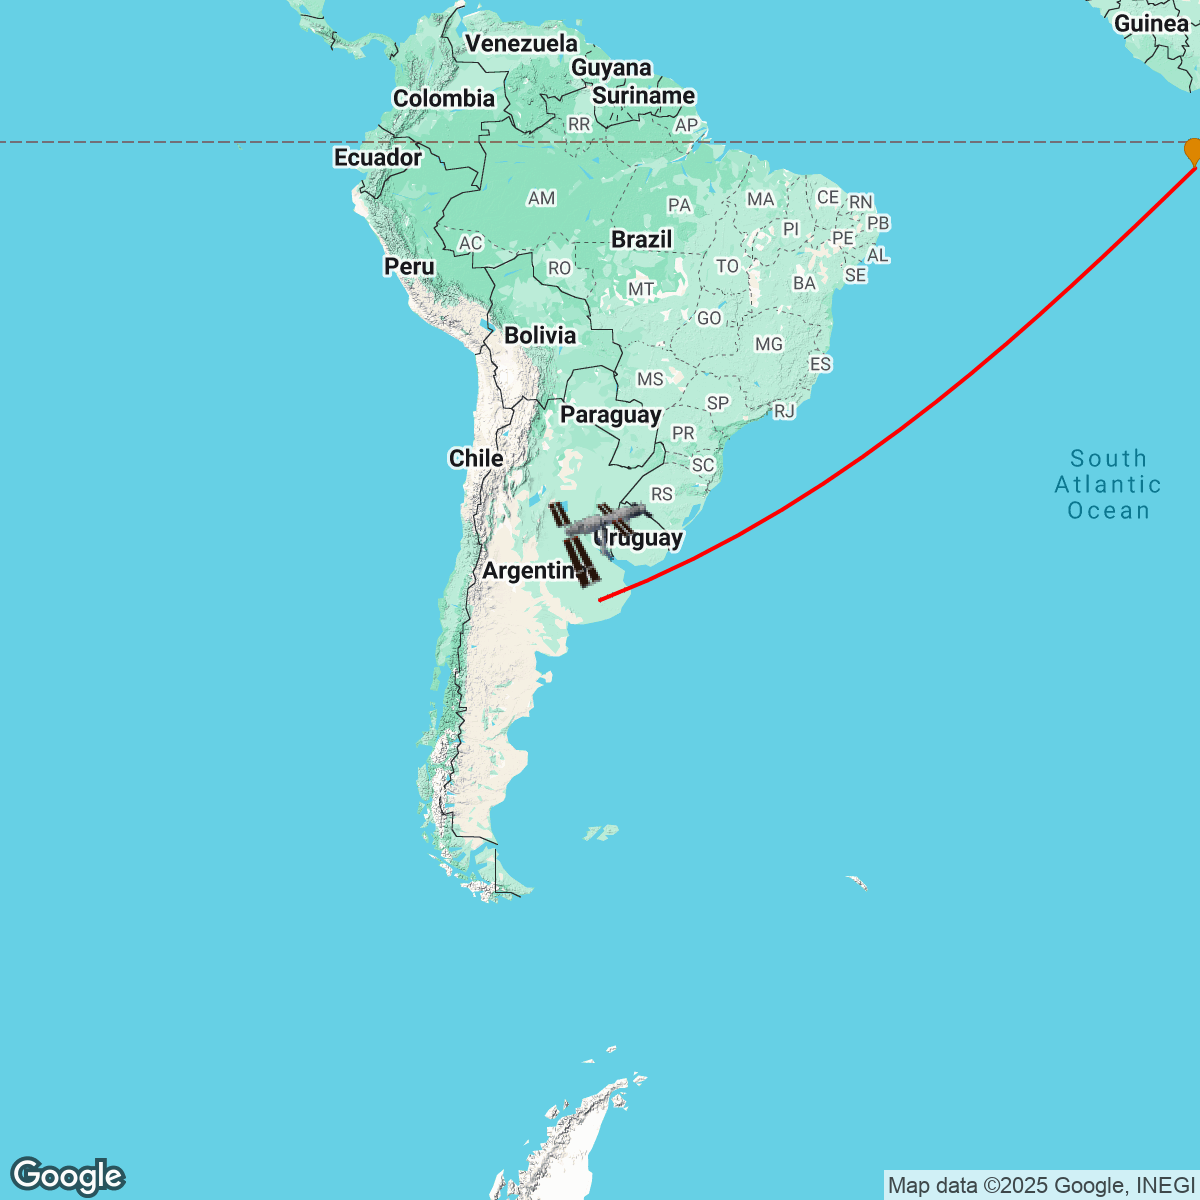 Guinea
Venezuela
Guyana
Suriname
Colombia
RR
AP
Ecuador
AM
PA
MA
CE
RN
PI
PB
PE
Brazil
AC
AL
Peru
RO
TO
SE
MT
BA
GO
Bolivia
MG
ES
MS
SP
RJ
Paraguay
PR
Chile
SC
South
Atlantic
Ocean
RS
Uruguay
Argentin
Google
Map data ©2025 Google, INEGI